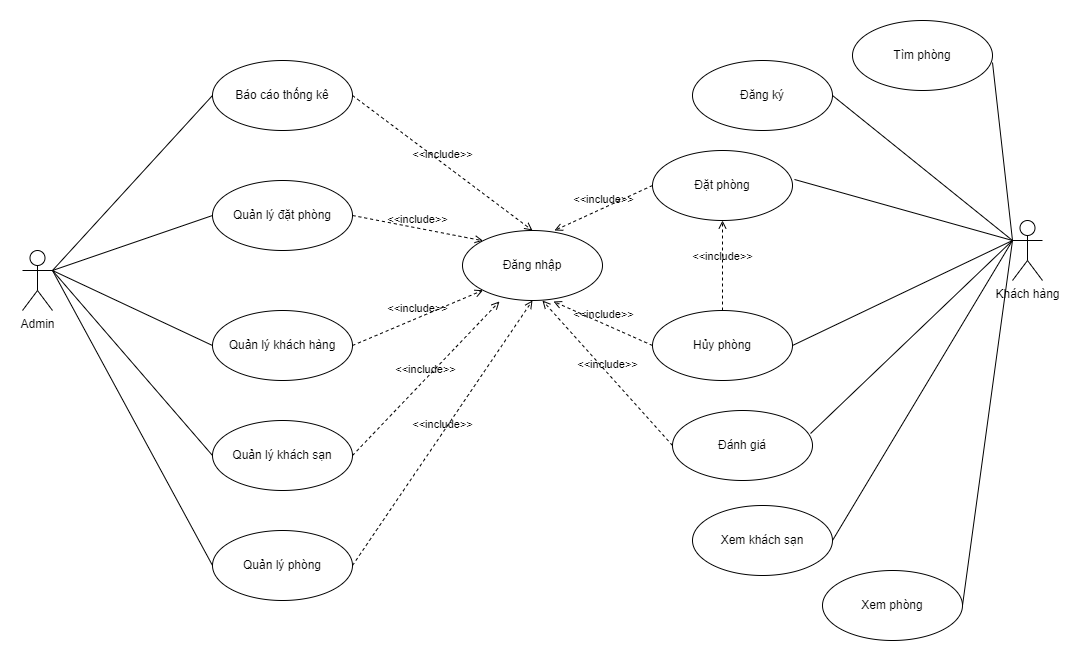 Tìm phòng
Báo cáo thống kê
Đăng ký
<<include>>
Đặt phòng
<<include>>
Quản lý đặt phòng
<<include>>
<<include>>
Đăng nhập
Khách hàng
Admin
<<include>>
<<include>>
Quản lý khách hàng
Hủy phòng
<<include>>
<<include>>
<<include>>
Đánh giá
Quản lý khách sạn
Xem khách sạn
Quản lý phòng
Xem phòng